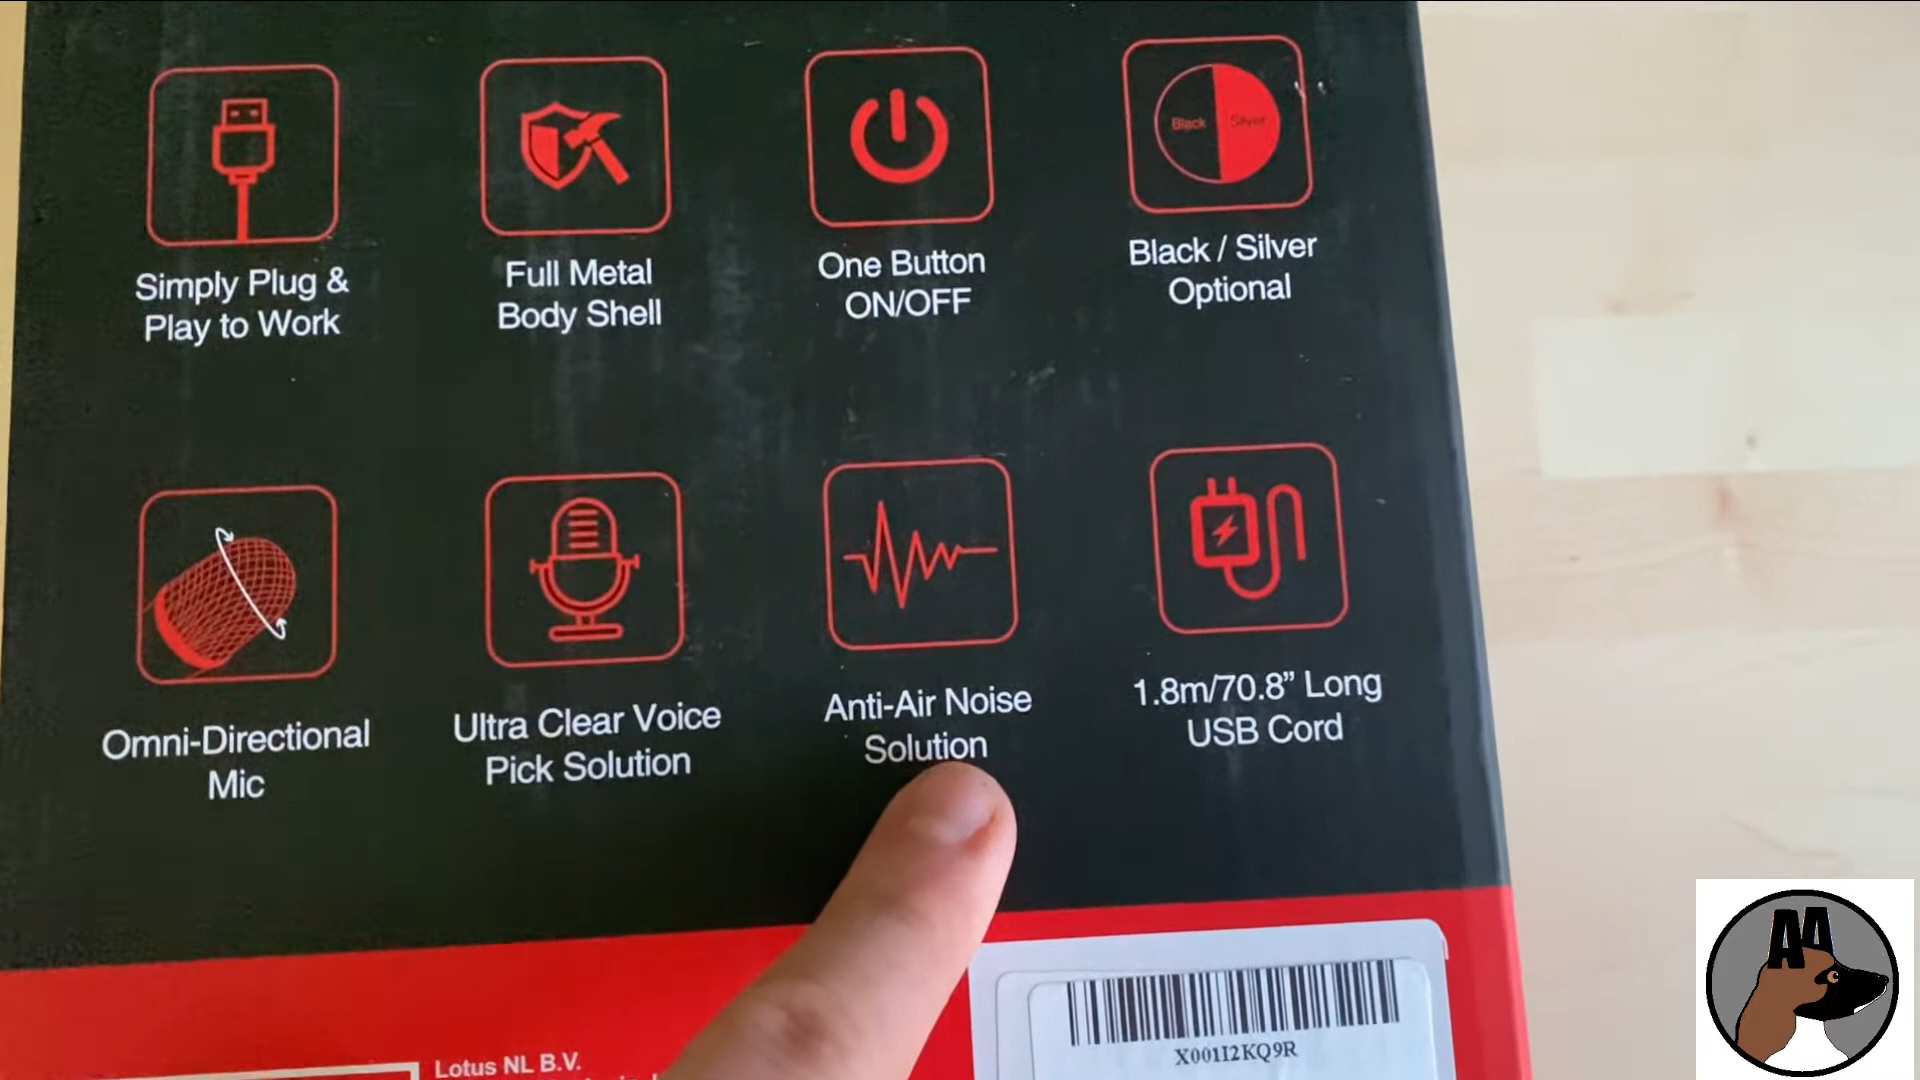 Black
Silver
Simply Plug &
Play to Work
Full Metal
Body Shell
One Button
ON/OFF
Black / Silver
Optional
Omni-Directional
Mic
Ultra Clear Voice
Pick Solution
Anti-Air Noise
Solution
1.8m/70.8” Long
USB Cord
Lotus NL B.V.
X001I2KQ9R
AA